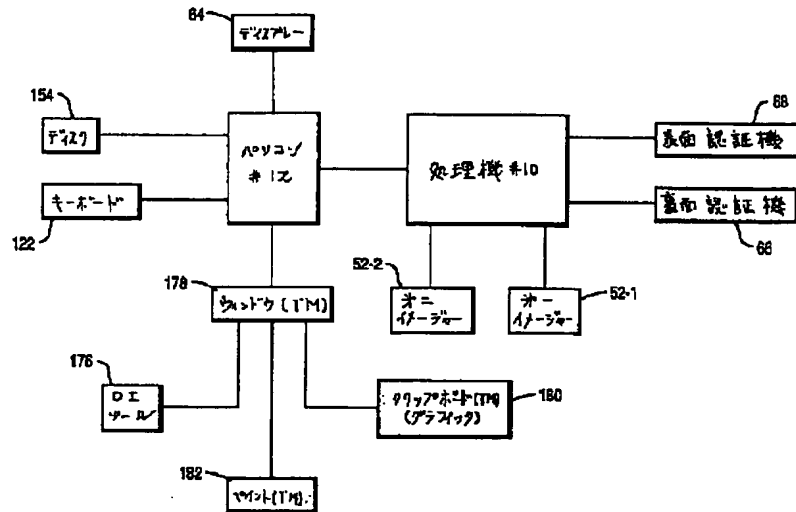 64
ディスプレー
154
ディスク
パソコン
#12
処理機#10
68
表面認証機
キーボード
122
裏面認証機
66
178
ウィンドウ(TM)
52-2
第二
イメージャー
第一
イメージャー
52-1
176
DI
ツール
クリップボード(TM)
(グラフィック)
180
182
ペイント(TM)